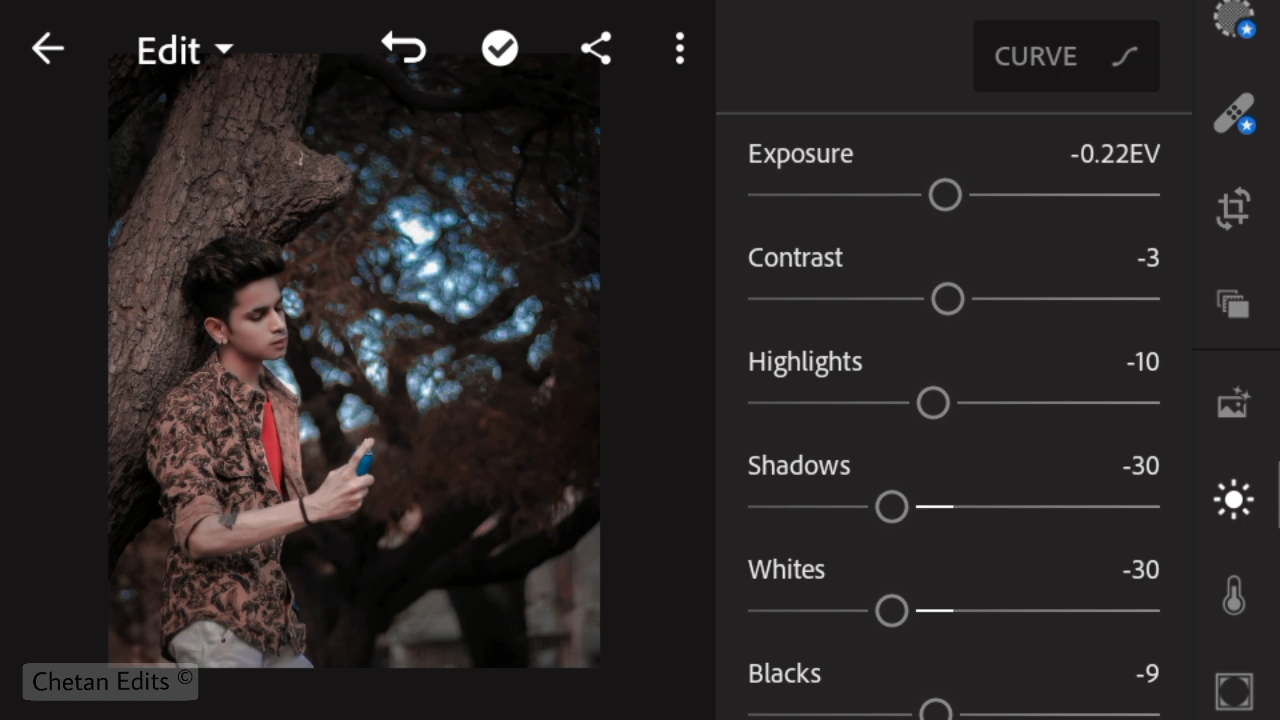 Edit
CURVE
Exposure -0.22EV
Contrast -3
Highlights -10
Shadows -30
Whites -30
Blacks -9
Chetan Edits ©